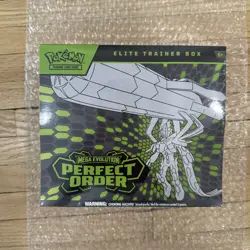 POKÉMON
TRADING CARD GAME
ELITE TRAINER BOX
MEGA EVOLUTION
PERFECT ORDER
WARNING: CHOKING HAZARD